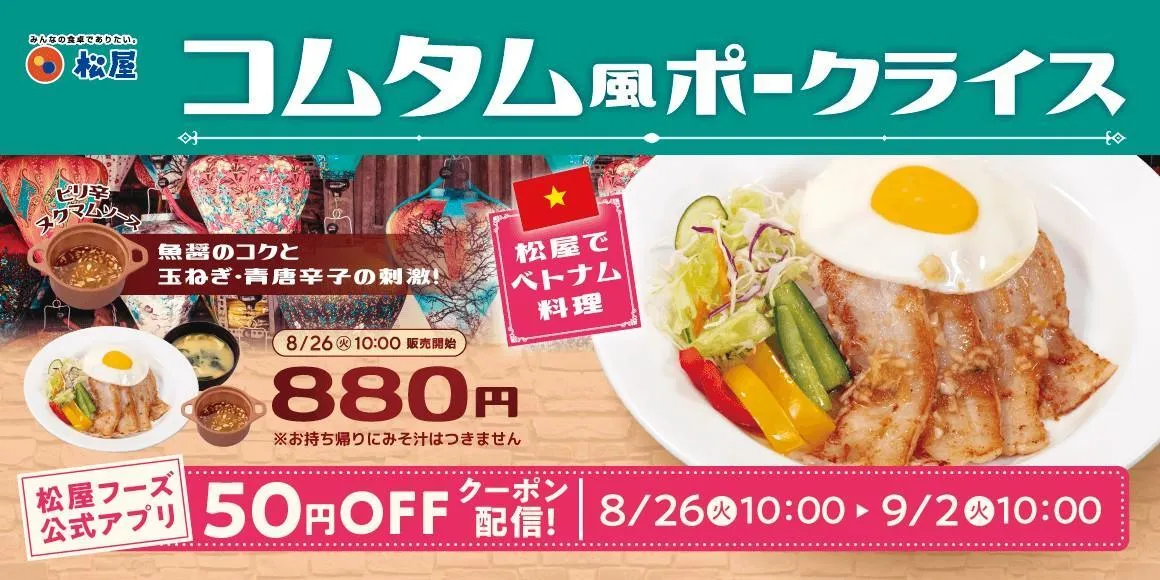 みんなの食卓でありたい。
松屋
コムタム風ポークライス
ピリ辛
ヌクマムソース
魚醤のコクと
玉ねぎ・青唐辛子の刺激!
松屋で
ベトナム
料理
8/26火10:00 販売開始
880円
※お持ち帰りにみそ汁はつきません
松屋フーズ
公式アプリ
50円OFF
クーポン
配信!
8/26火10:00 ▶ 9/2火10:00